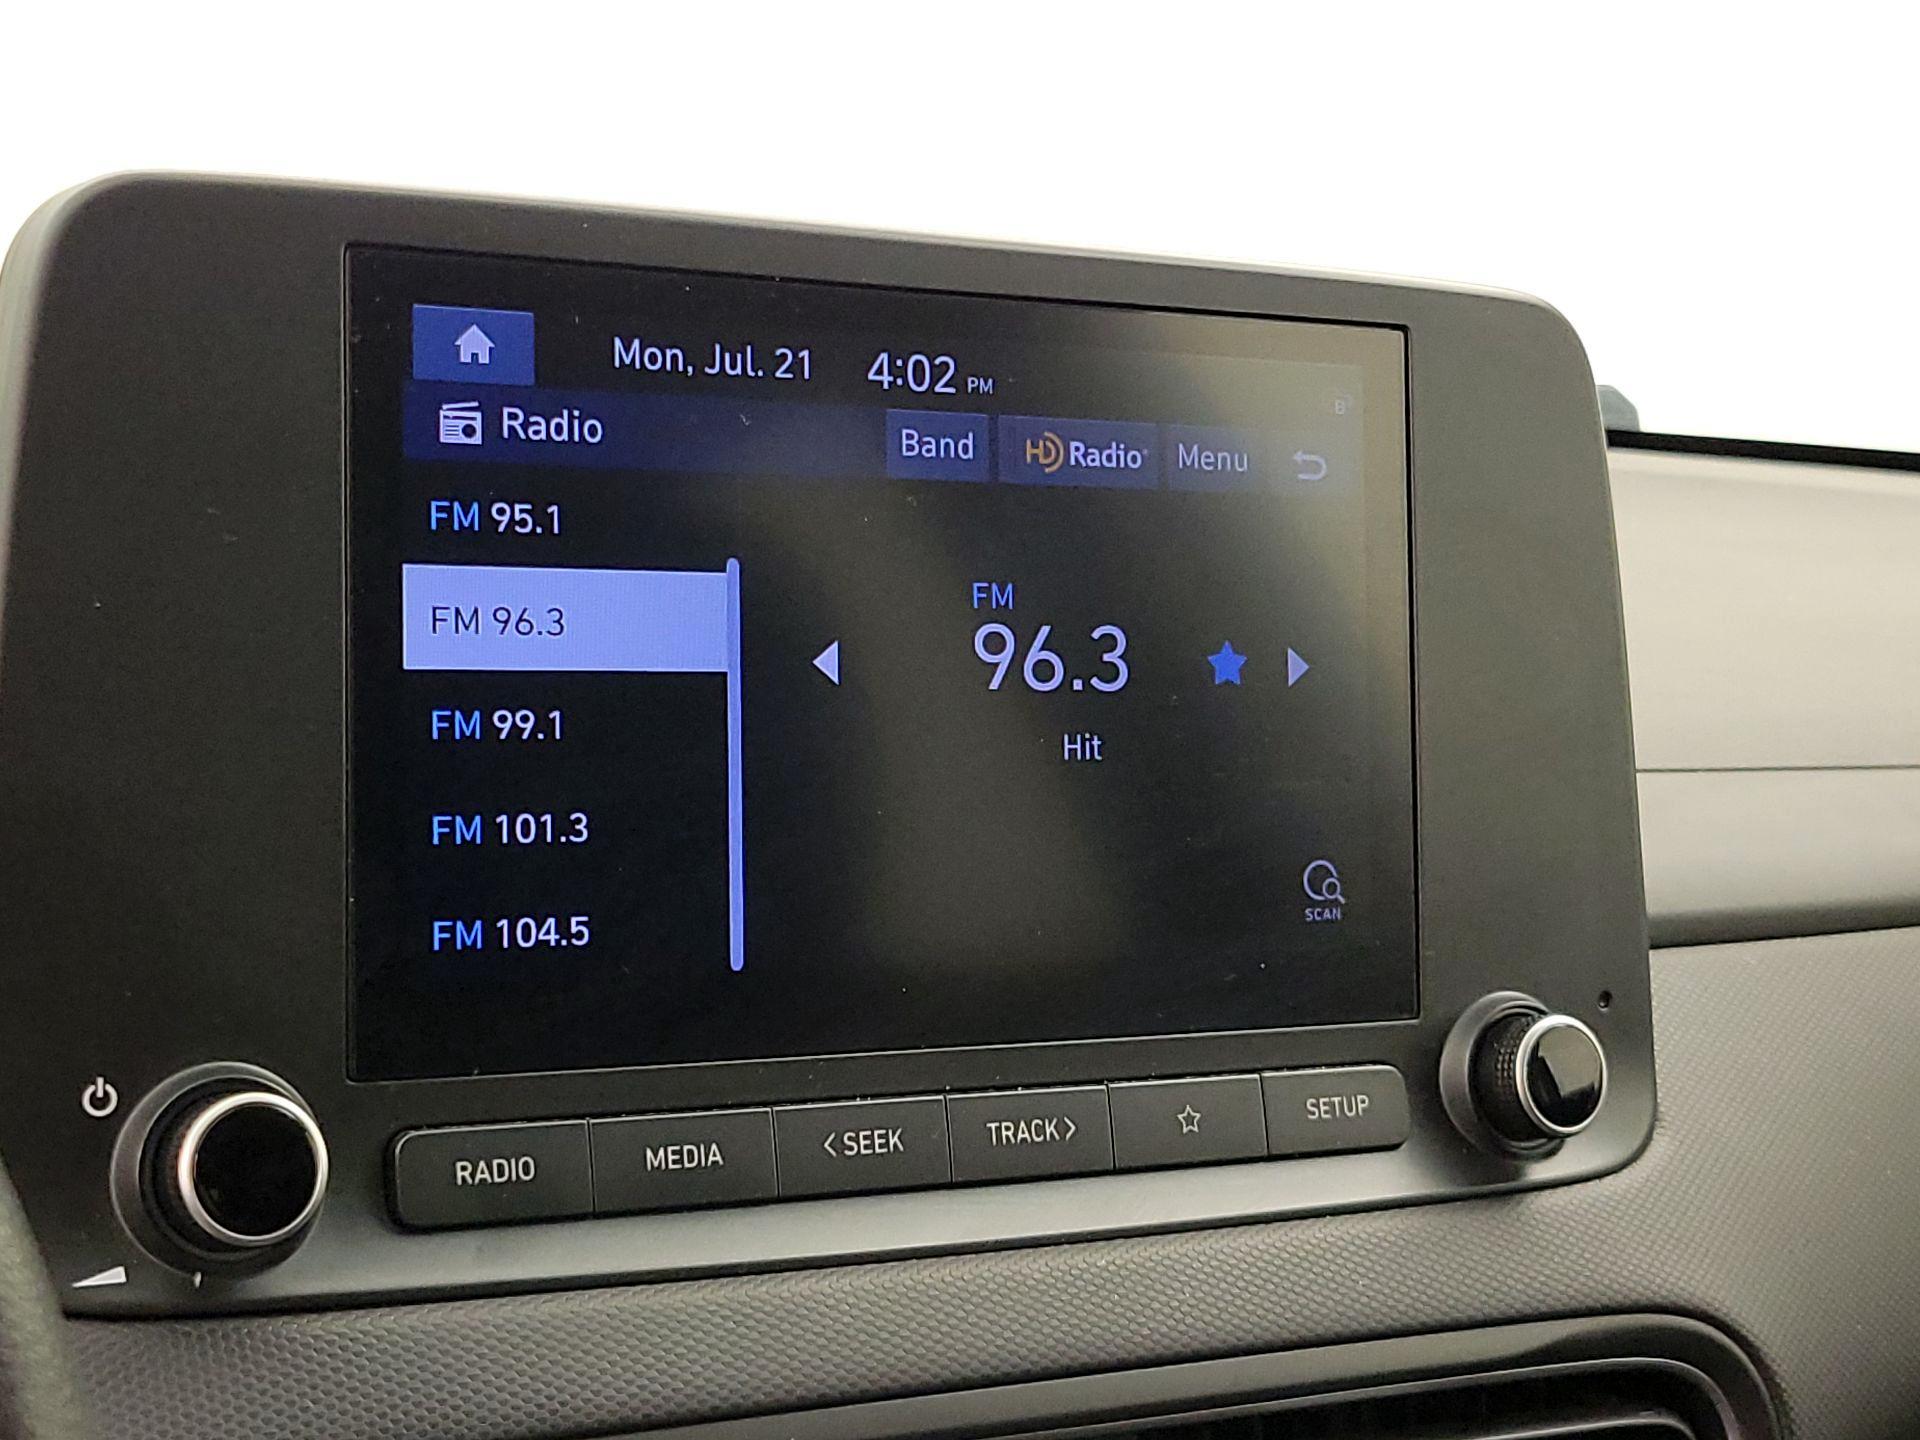 Mon, Jul. 21 4:02 PM
Radio Band HD Radio Menu
FM 95.1
FM 96.3
FM 99.1
FM 101.3
FM 104.5
FM
96.3
Hit
SCAN
RADIO MEDIA <SEEK TRACK> SETUP